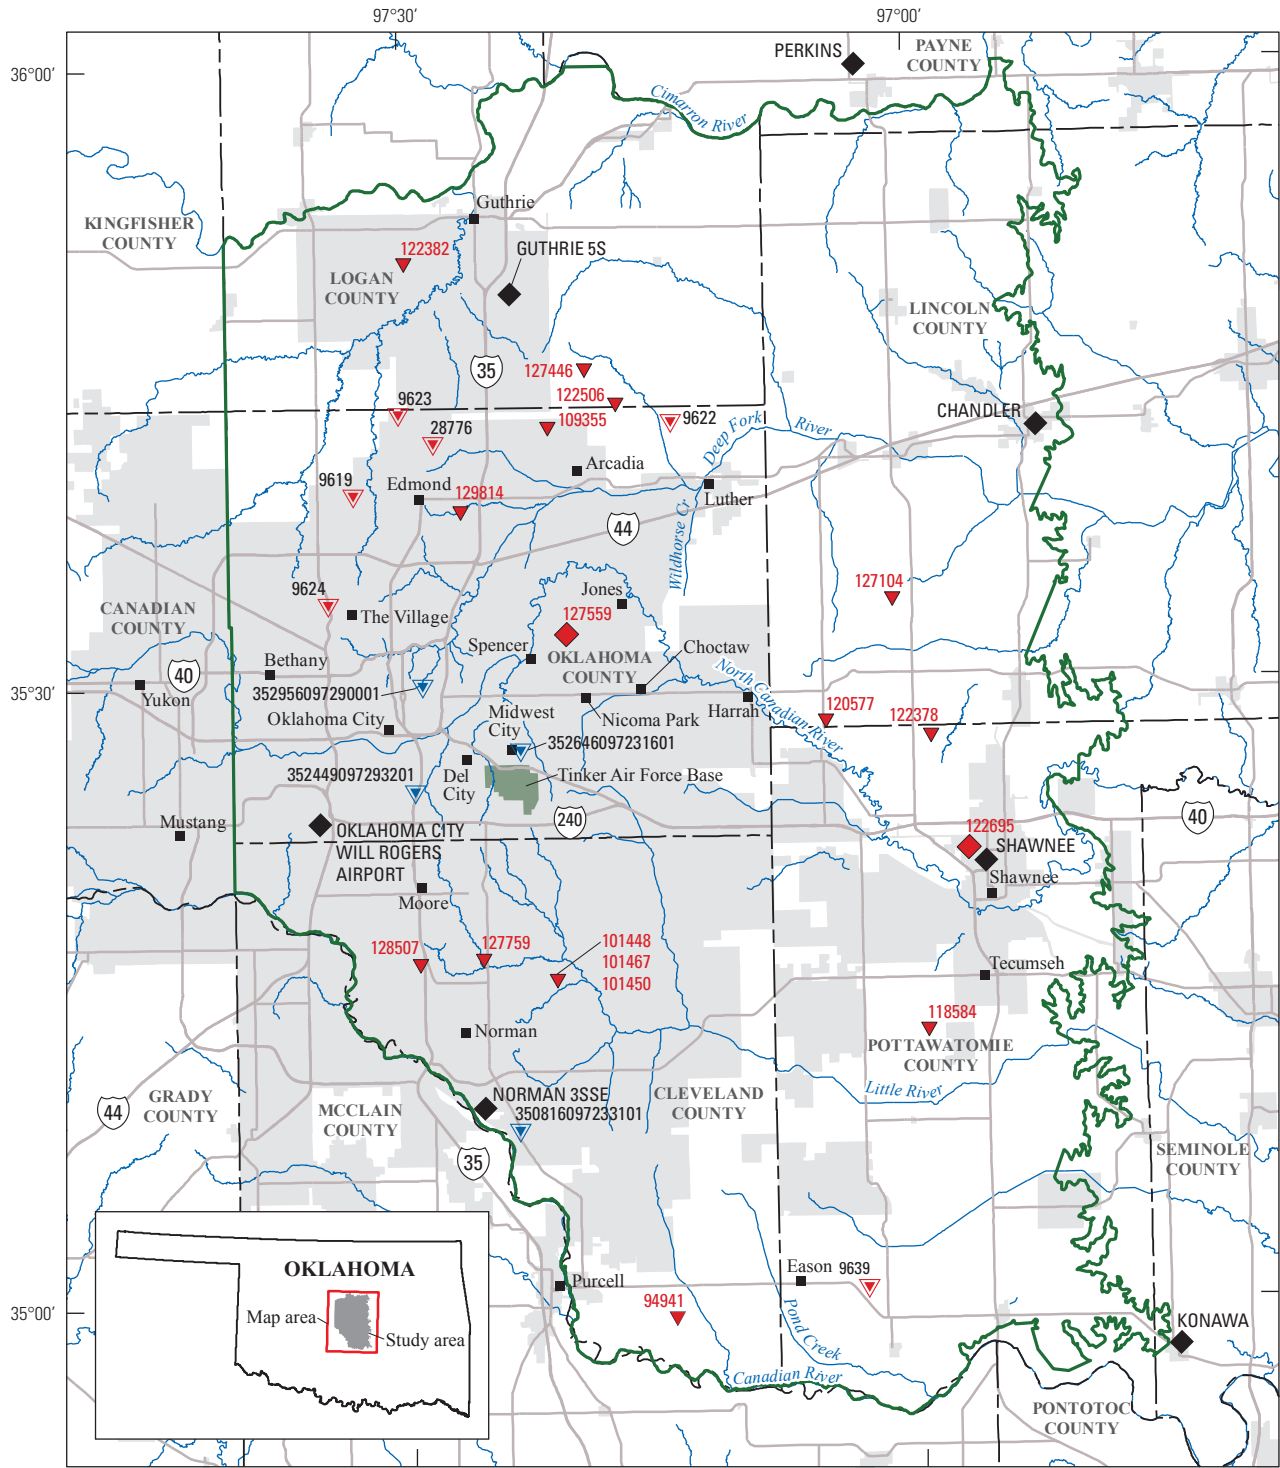 97°30'
97°00'
36°00'
PERKINS
PAYNE
COUNTY
Cimarron River
KINGFISHER
COUNTY
Guthrie
122382
GUTHRIE 5S
LOGAN
COUNTY
LINCOLN
COUNTY
35
127446
122506
109355
9623
28776
9622
CHANDLER
Deep Fork
River
Arcadia
9619
Edmond
129814
Luther
44
Wildhorse Cr
127104
9624
Jones
127559
CANADIAN
COUNTY
The Village
Spencer
Choctaw
OKLAHOMA
COUNTY
Bethany
40
North Canadian River
35°30'
Yukon
352956097290001
Harrah
120577
122378
Oklahoma City
Midwest
City
Nicoma Park
352646097231601
352449097293201
Del
City
Tinker Air Force Base
Mustang
240
40
OKLAHOMA CITY
WILL ROGERS
AIRPORT
122695
SHAWNEE
Shawnee
Moore
128507
127759
101448
101467
101450
Tecumseh
Norman
118584
POTTAWATOMIE
COUNTY
Little River
GRADY
COUNTY
44
MCCLAIN
COUNTY
NORMAN 3SSE
350816097233101
CLEVELAND
COUNTY
35
SEMINOLE
COUNTY
OKLAHOMA
Map area
Study area
Purcell
Eason
9639
35°00'
94941
Pond Creek
KONAWA
Canadian River
PONTOTOC
COUNTY